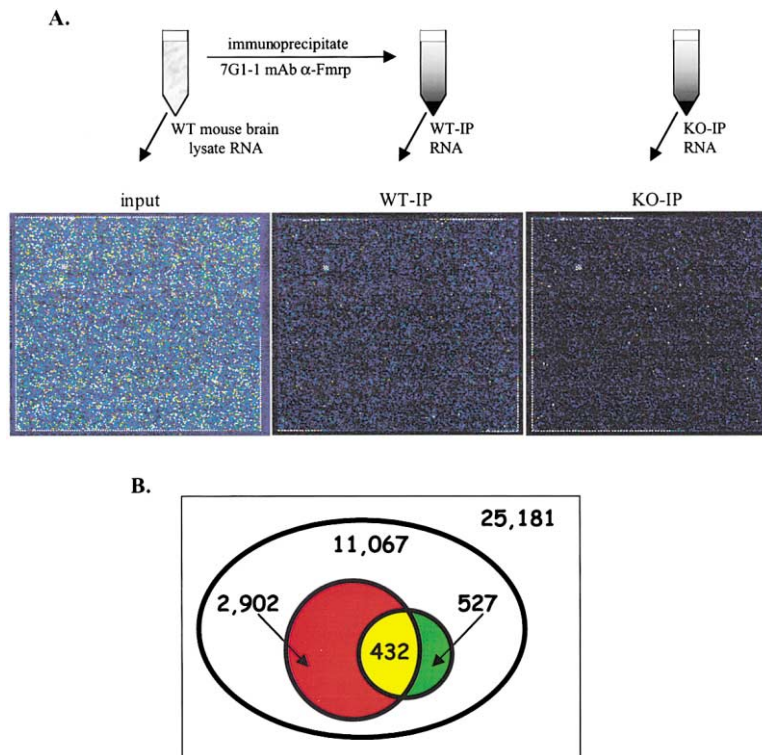 A.
immunoprecipitate
7G1-1 mAb α-Fmrp
WT mouse brain
lysate RNA
WT-IP
RNA
KO-IP
RNA
input
WT-IP
KO-IP
B.
25,181
11,067
2,902
527
432